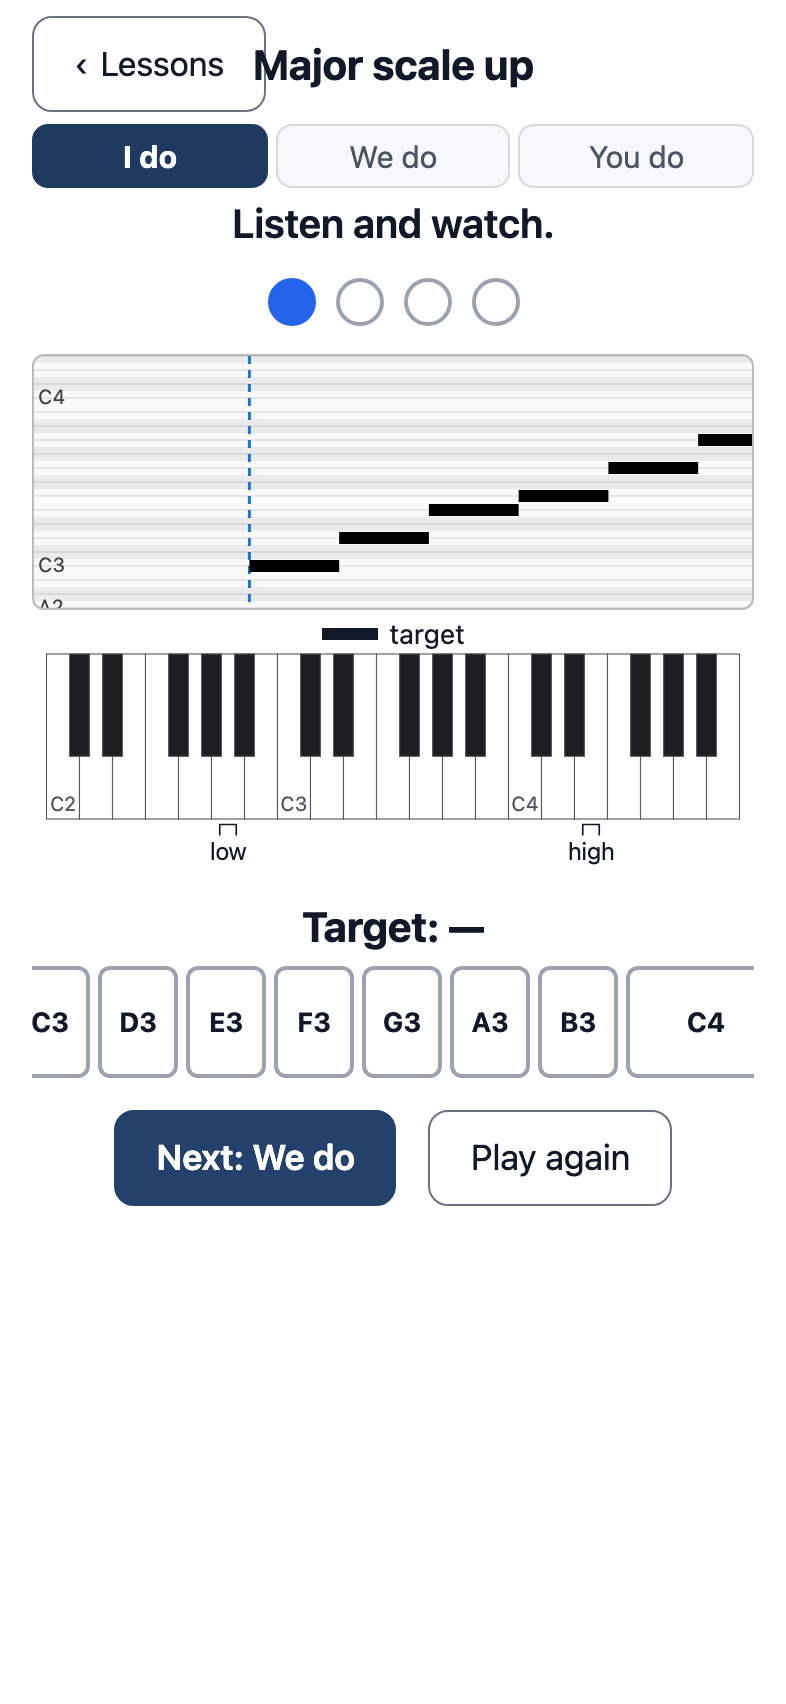 ‹ Lessons
Major scale up
I do
We do
You do
Listen and watch.
C4
C3
A2
target
C2
C3
C4
low
high
Target: —
C3
D3
E3
F3
G3
A3
B3
C4
Next: We do
Play again